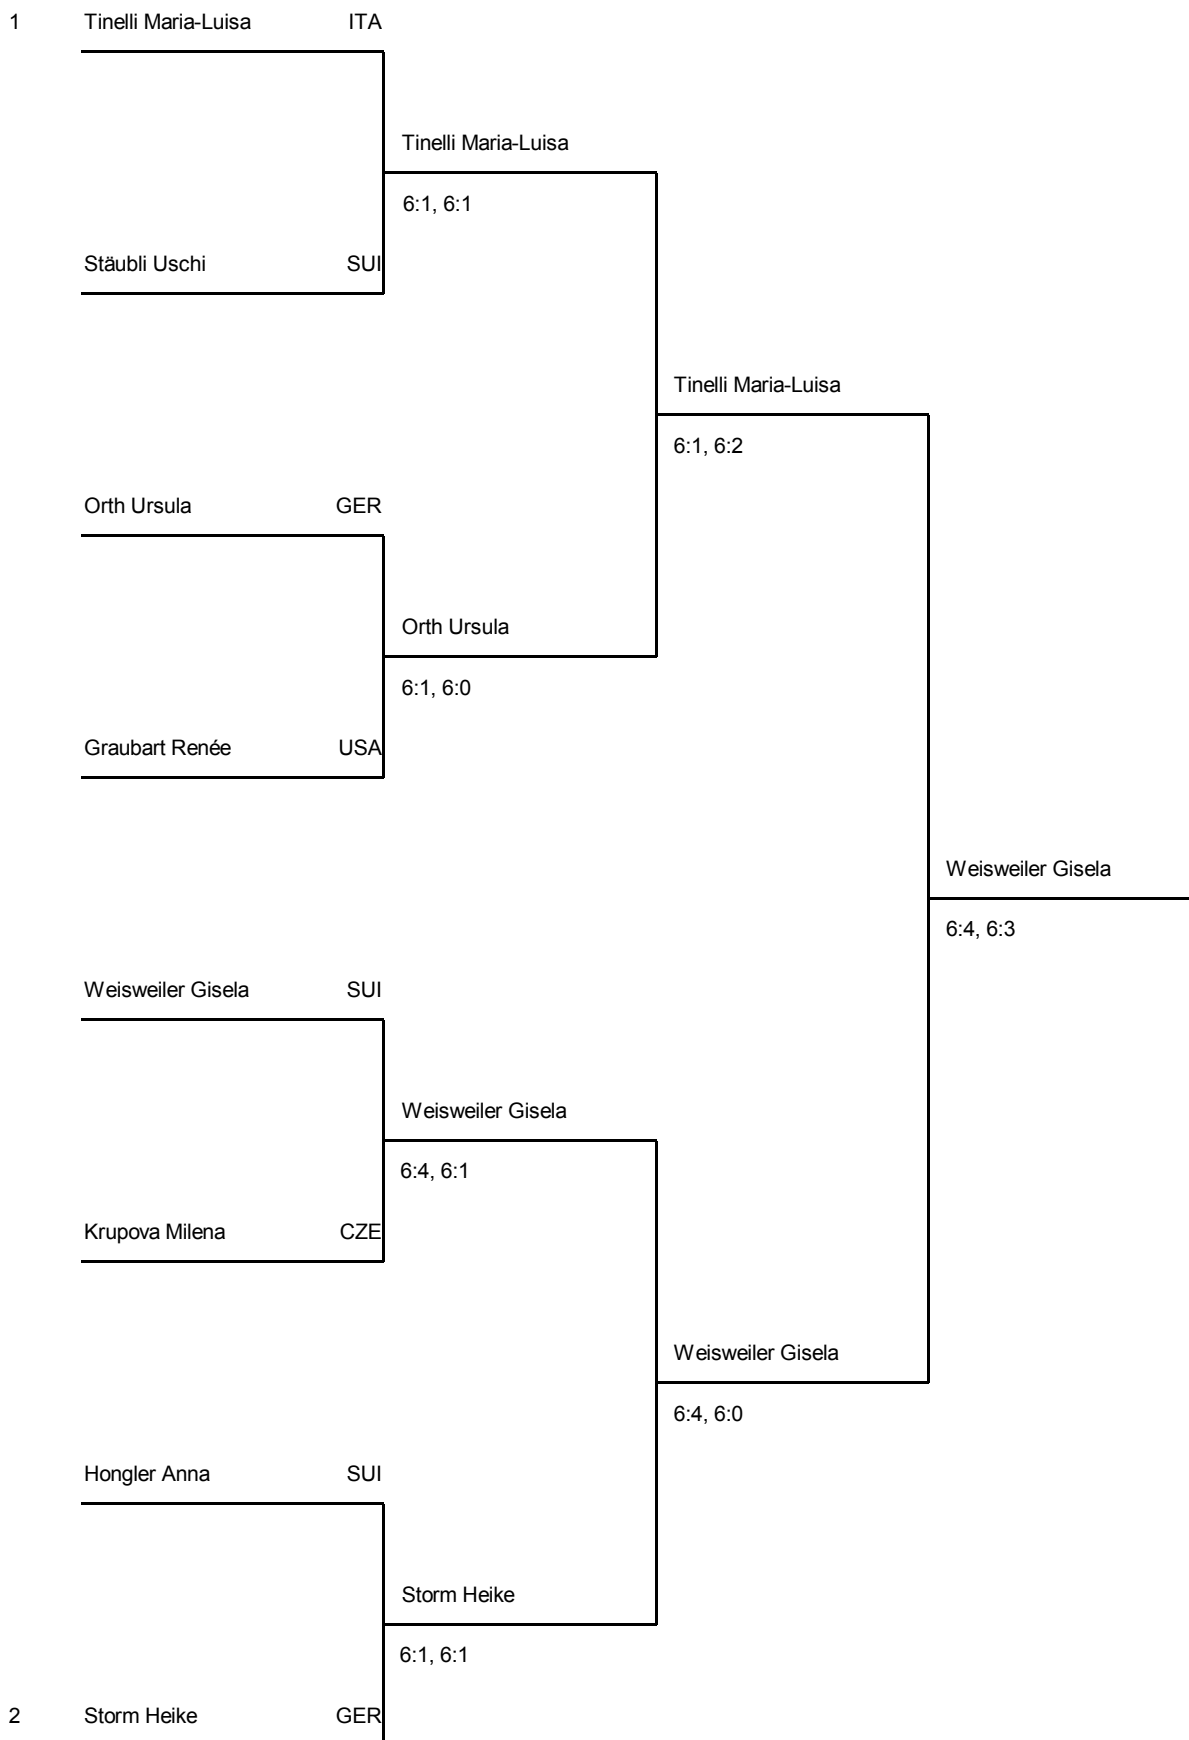 1 Tinelli Maria-Luisa ITA
Tinelli Maria-Luisa
6:1, 6:1
Stäubli Uschi SUI
Tinelli Maria-Luisa
6:1, 6:2
Orth Ursula GER
Orth Ursula
6:1, 6:0
Graubart Renée USA
Weisweiler Gisela
6:4, 6:3
Weisweiler Gisela SUI
Weisweiler Gisela
6:4, 6:1
Krupova Milena CZE
Weisweiler Gisela
6:4, 6:0
Hongler Anna SUI
Storm Heike
6:1, 6:1
2 Storm Heike GER